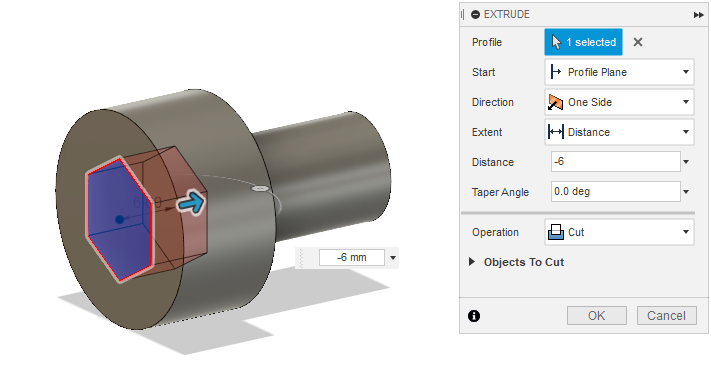 EXTRUDE
Profile 1 selected
Start Profile Plane
Direction One Side
Extent Distance
Distance -6
Taper Angle 0.0 deg
Operation Cut
Objects To Cut
OK Cancel
-6 mm